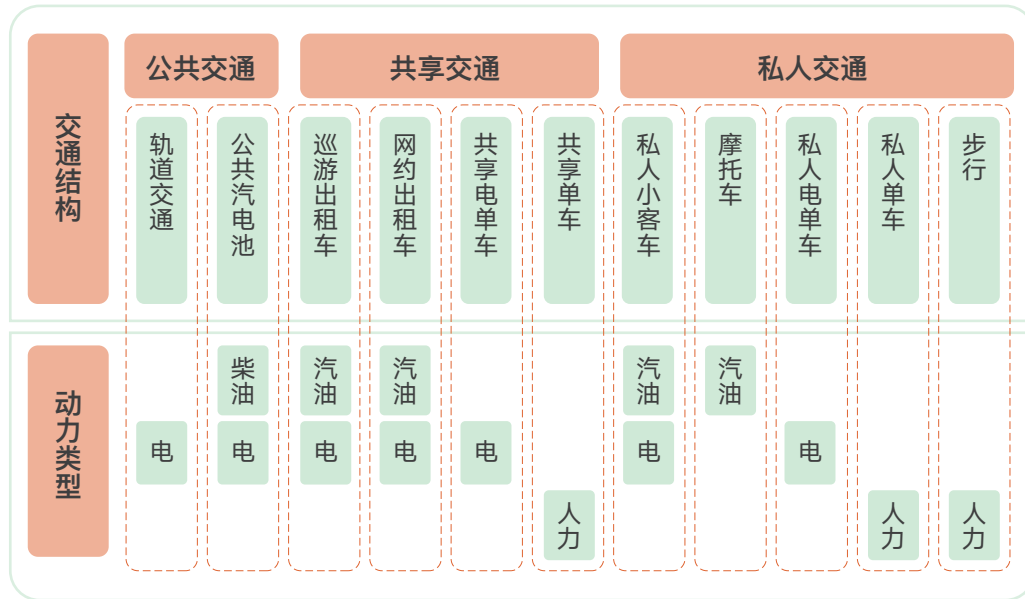 公共交通
共享交通
私人交通
交通结构
轨道交通
公共汽电池
巡游出租车
网约出租车
共享电单车
共享单车
私人小客车
摩托车
私人电单车
私人单车
步行
动力类型
柴油
汽油
汽油
汽油
汽油
电
电
电
电
电
电
电
人力
人力
人力